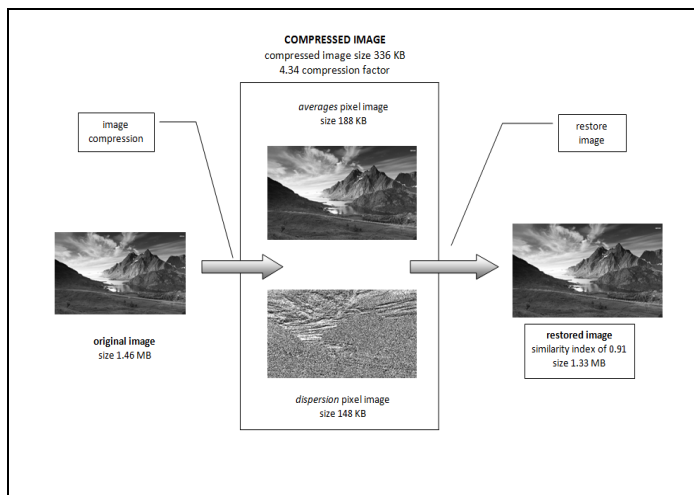 COMPRESSED IMAGE
compressed image size 336 KB
4.34 compression factor
image
compression
averages pixel image
size 188 KB
restore
image
original image
size 1.46 MB
restored image
similarity index of 0.91
size 1.33 MB
dispersion pixel image
size 148 KB